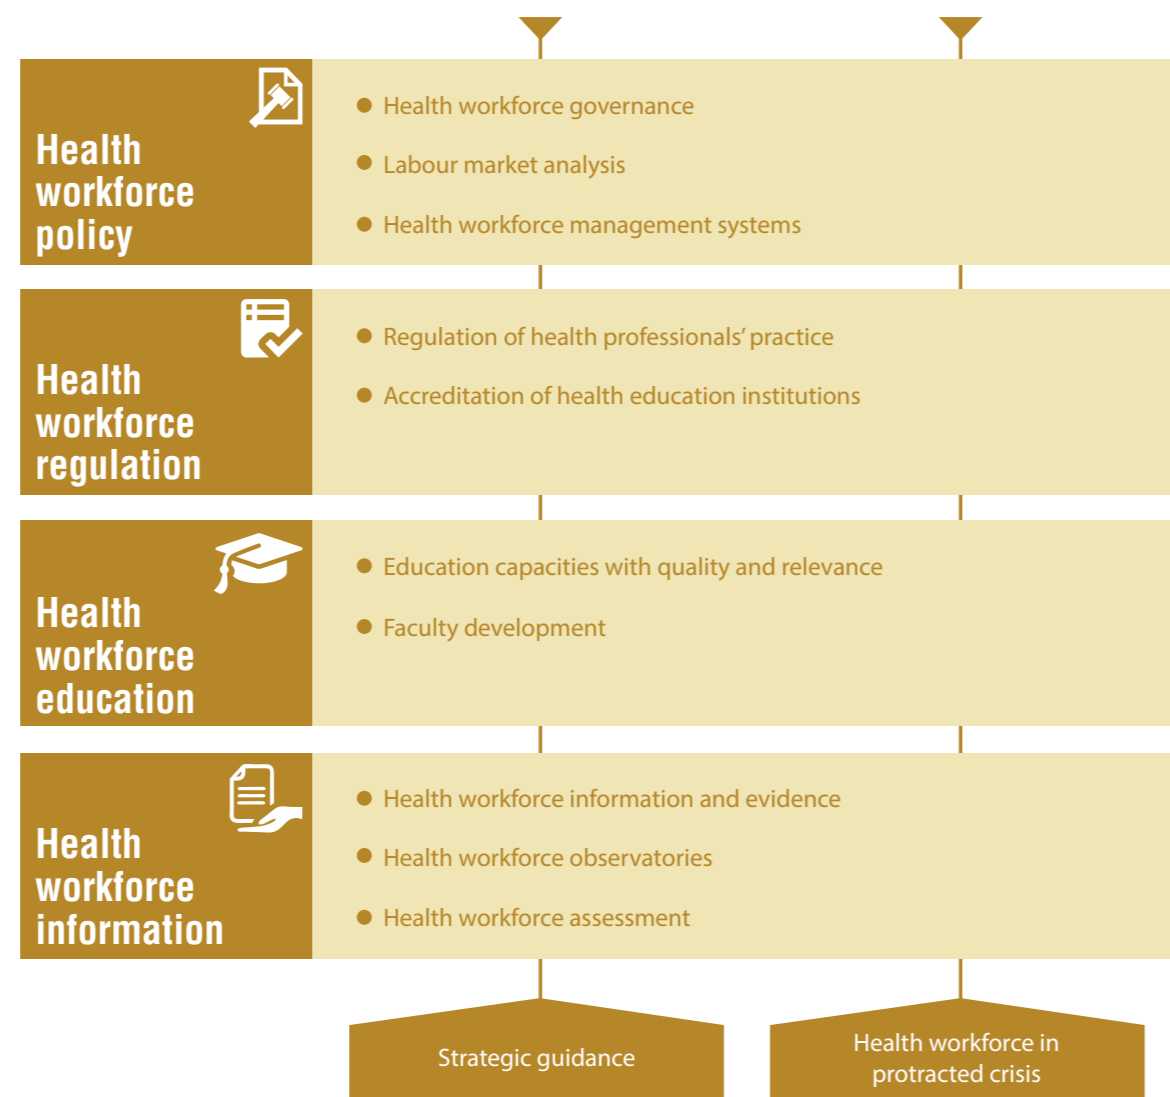 Health
workforce
policy
Health workforce governance
Labour market analysis
Health workforce management systems
Health
workforce
regulation
Regulation of health professionals’ practice
Accreditation of health education institutions
Health
workforce
education
Education capacities with quality and relevance
Faculty development
Health
workforce
information
Health workforce information and evidence
Health workforce observatories
Health workforce assessment
Strategic guidance
Health workforce in
protracted crisis